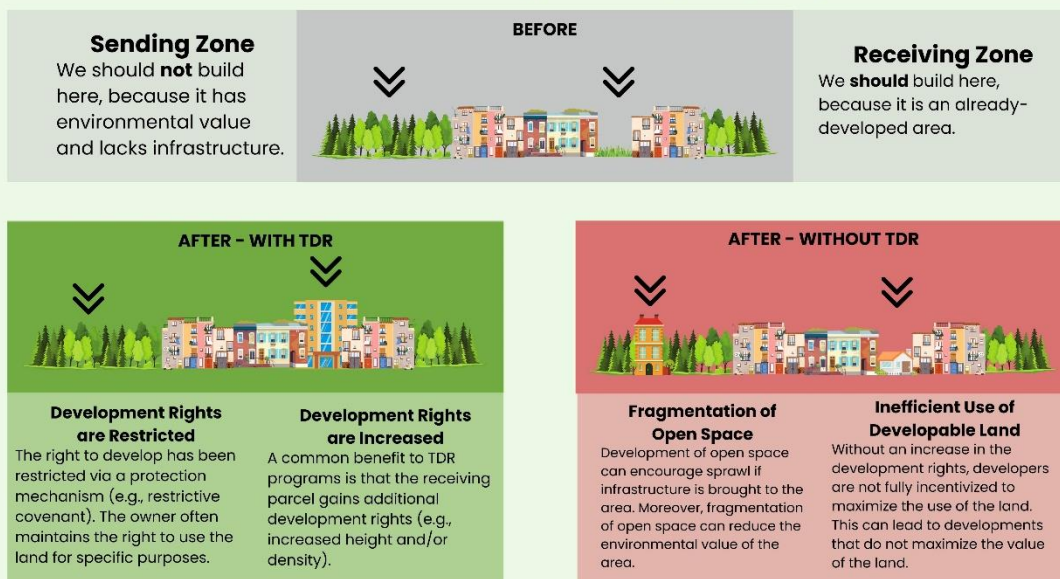 BEFORE
Sending Zone
We should not build
here, because it has
environmental value
and lacks infrastructure.
Receiving Zone
We should build here,
because it is an already-
developed area.
AFTER - WITH TDR
Development Rights
are Restricted
The right to develop has been
restricted via a protection
mechanism (e.g., restrictive
covenant). The owner often
maintains the right to use the
land for specific purposes.
Development Rights
are Increased
A common benefit to TDR
programs is that the receiving
parcel gains additional
development rights (e.g.,
increased height and/or
density).
AFTER - WITHOUT TDR
Fragmentation of
Open Space
Development of open space
can encourage sprawl if
infrastructure is brought to the
area. Moreover, fragmentation
of open space can reduce the
environmental value of the
area.
Inefficient Use of
Developable Land
Without an increase in the
development rights, developers
are not fully incentivized to
maximize the use of the land.
This can lead to developments
that do not maximize the value
of the land.